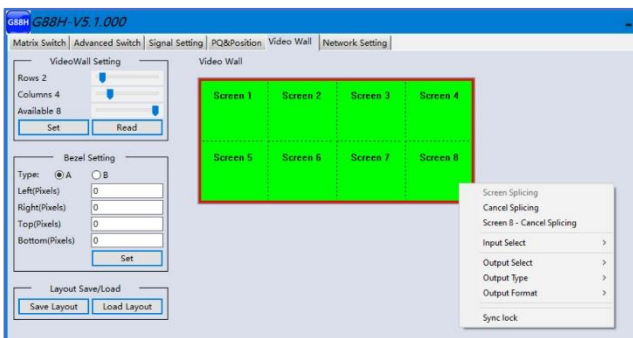 G88H G88H-V5.1.000
Matrix Switch Advanced Switch Signal Setting PQ&Position Video Wall Network Setting
VideoWall Setting
Rows 2
Columns 4
Available 8
Set Read
Bezel Setting
Type: A B
Left(Pixels) 0
Right(Pixels) 0
Top(Pixels) 0
Bottom(Pixels) 0
Set
Layout Save/Load
Save Layout Load Layout
Video Wall
Screen 1 Screen 2 Screen 3 Screen 4
Screen 5 Screen 6 Screen 7 Screen 8
Screen Splicing
Cancel Splicing
Screen 8 - Cancel Splicing
Input Select >
Output Select >
Output Type >
Output Format >
Sync lock